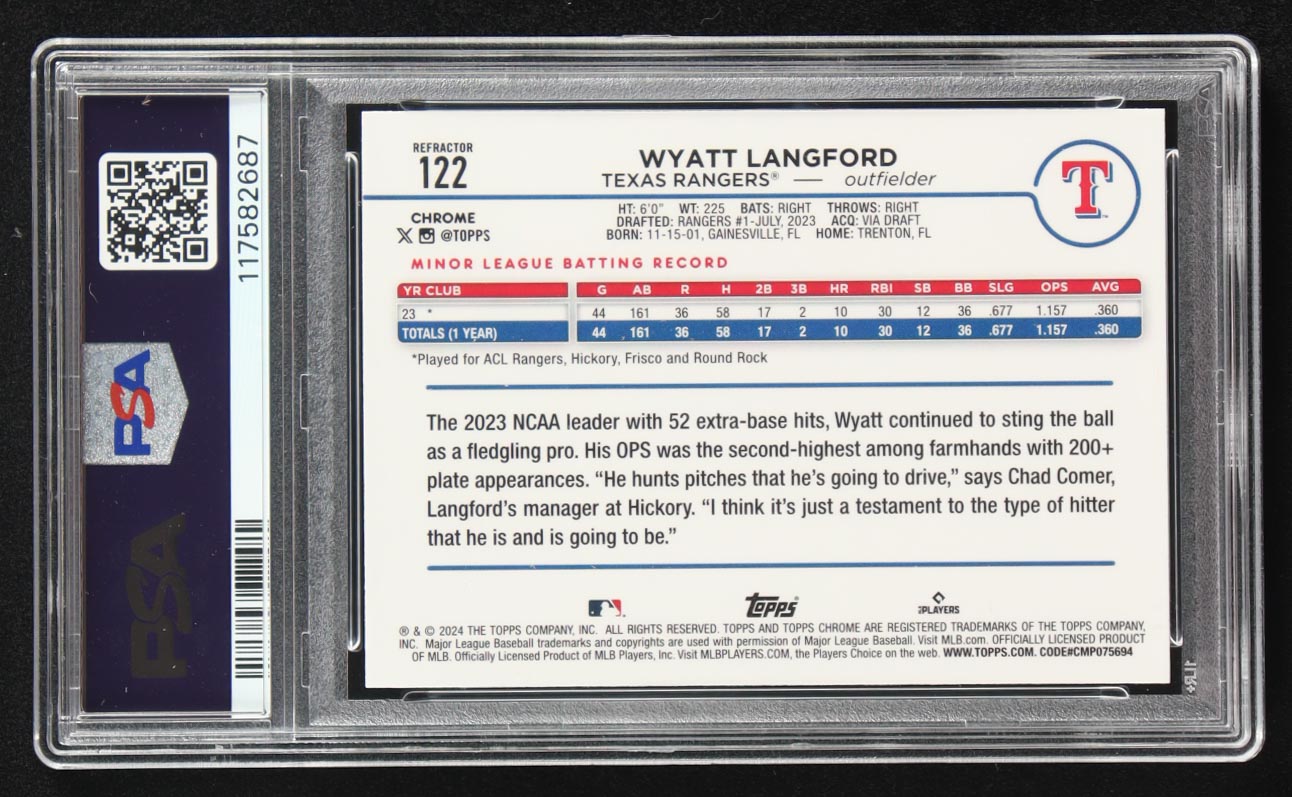 117582687
PSA
PSA
REFRACTOR
122
WYATT LANGFORD
TEXAS RANGERS® — outfielder
T
CHROME
@TOPPS
HT: 6'0" WT: 225 BATS: RIGHT THROWS: RIGHT
DRAFTED: RANGERS #1-JULY, 2023 ACQ: VIA DRAFT
BORN: 11-15-01, GAINESVILLE, FL HOME: TRENTON, FL
MINOR LEAGUE BATTING RECORD
YR CLUB G AB R H 2B 3B HR RBI SB BB SLG OPS AVG
23 * 44 161 36 58 17 2 10 30 12 36 .677 1.157 .360
TOTALS (1 YEAR) 44 161 36 58 17 2 10 30 12 36 .677 1.157 .360
*Played for ACL Rangers, Hickory, Frisco and Round Rock
The 2023 NCAA leader with 52 extra-base hits, Wyatt continued to sting the ball
as a fledgling pro. His OPS was the second-highest among farmhands with 200+
plate appearances. “He hunts pitches that he’s going to drive,” says Chad Comer,
Langford’s manager at Hickory. “I think it’s just a testament to the type of hitter
that he is and is going to be.”
Topps®
PLAYERS
® & © 2024 THE TOPPS COMPANY, INC. ALL RIGHTS RESERVED. TOPPS AND TOPPS CHROME ARE REGISTERED TRADEMARKS OF THE TOPPS COMPANY,
INC. Major League Baseball trademarks and copyrights are used with permission of Major League Baseball. Visit MLB.com. OFFICIALLY LICENSED PRODUCT
OF MLB. Officially Licensed Product of MLB Players, Inc. Visit MLBPLAYERS.COM, the Players Choice on the web. WWW.TOPPS.COM. CODE#CMP075694